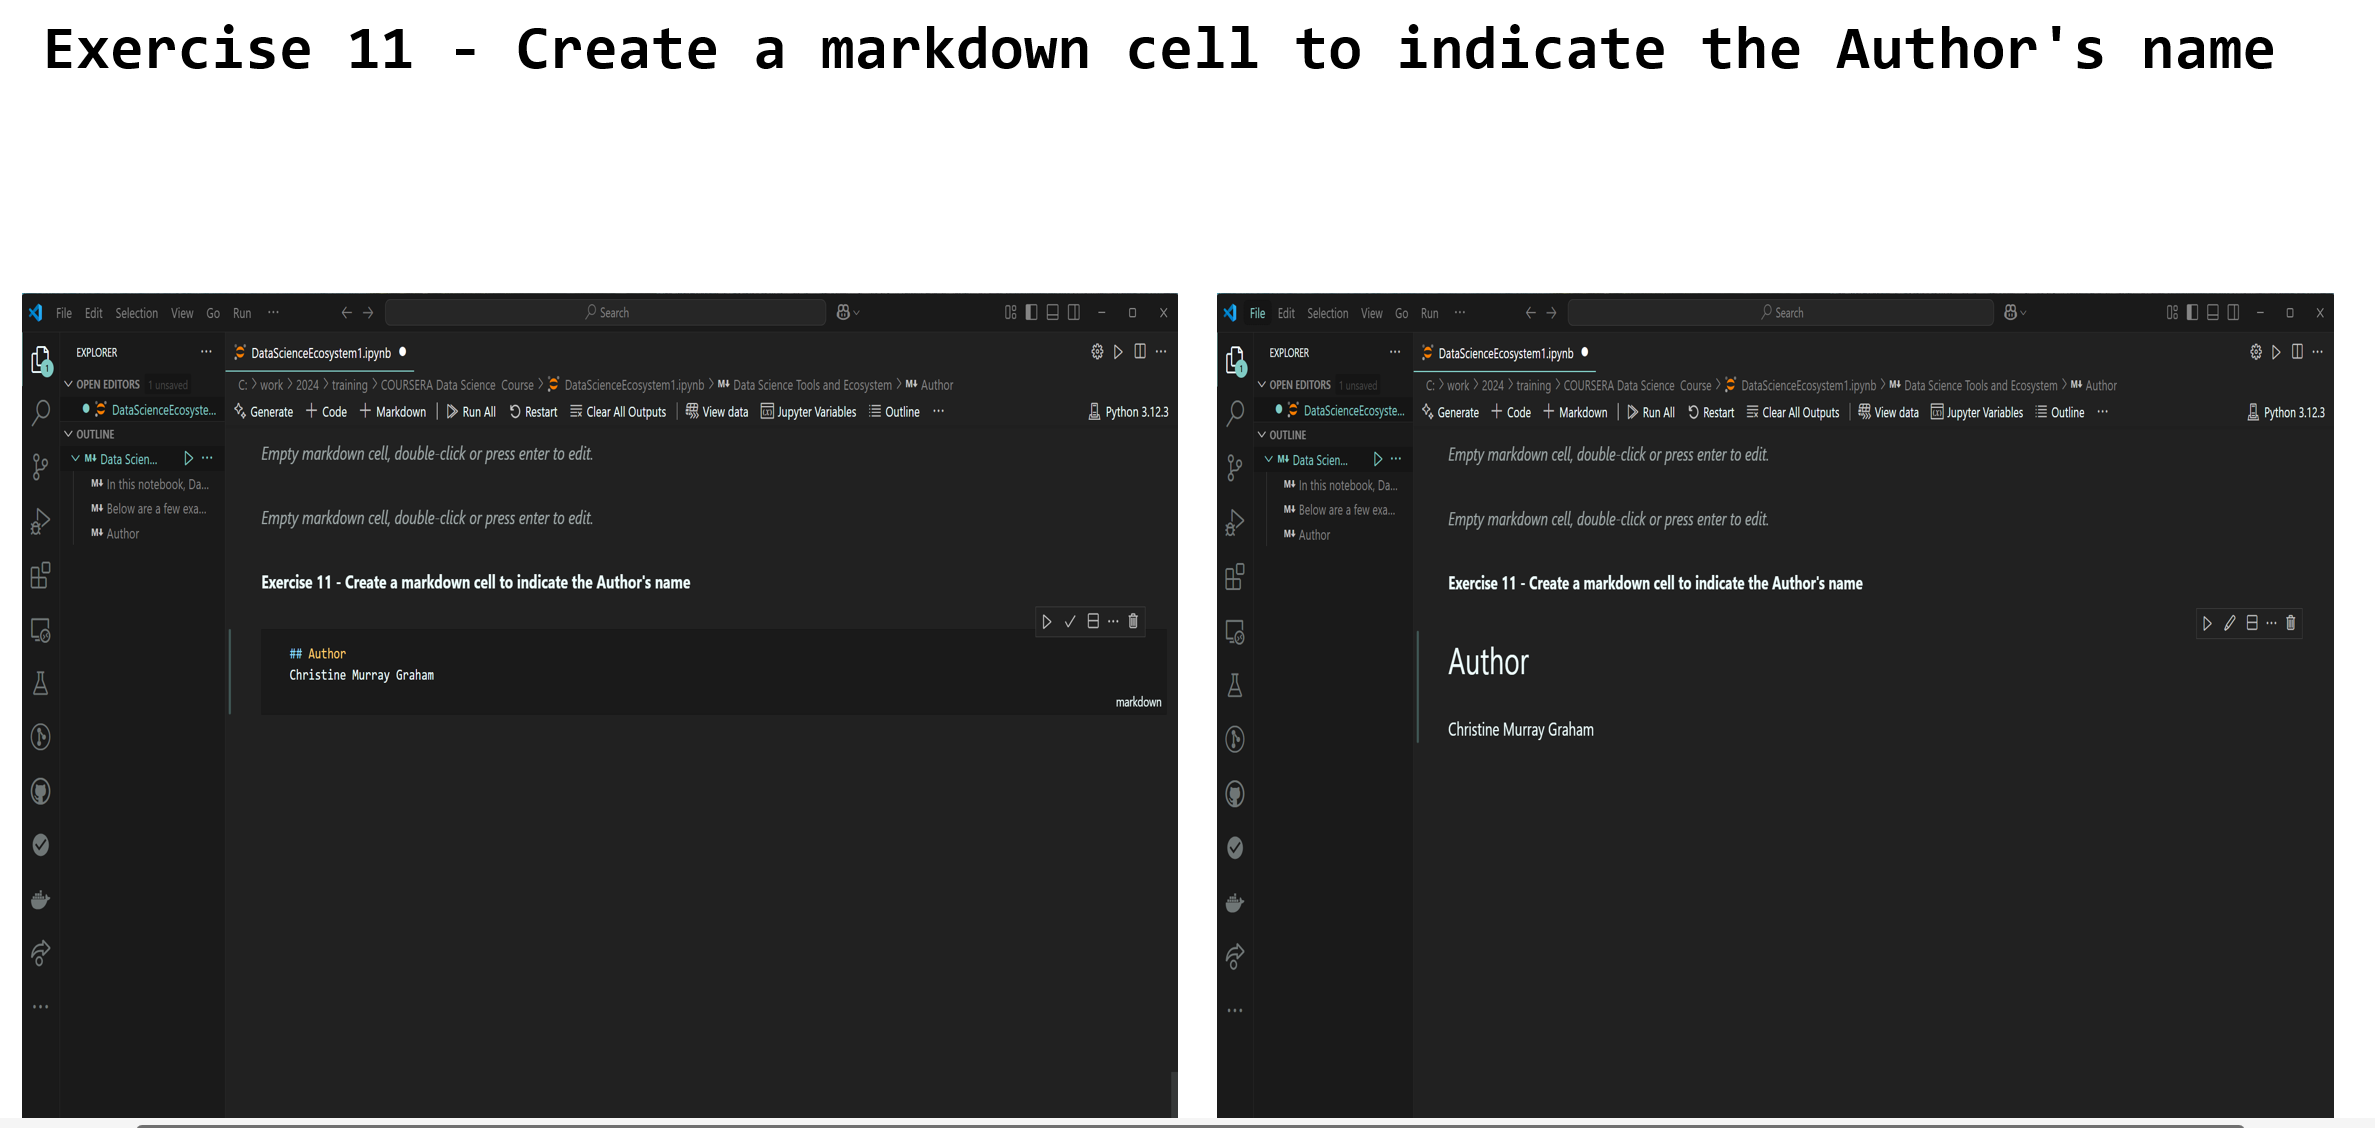 Exercise 11 - Create a markdown cell to indicate the Author's name
File Edit Selection View Go Run ··· Search
EXPLORER ···
DataScienceEcosystem1.ipynb
OPEN EDITORS 1 unsaved
C: > work > 2024 > training > COURSERA Data Science Course > DataScienceEcosystem1.ipynb > M↓ Data Science Tools and Ecosystem > M↓ Author
DataScienceEcosyste...
Generate + Code + Markdown | Run All Restart Clear All Outputs | View data Jupyter Variables Outline ··· Python 3.12.3
OUTLINE
M↓ Data Scien... ···
M↓ In this notebook, Da...
M↓ Below are a few exa...
M↓ Author
Empty markdown cell, double-click or press enter to edit.
Empty markdown cell, double-click or press enter to edit.
Exercise 11 - Create a markdown cell to indicate the Author's name
## Author
Christine Murray Graham
markdown
File Edit Selection View Go Run ··· Search
EXPLORER ···
DataScienceEcosystem1.ipynb
OPEN EDITORS 1 unsaved
C: > work > 2024 > training > COURSERA Data Science Course > DataScienceEcosystem1.ipynb > M↓ Data Science Tools and Ecosystem > M↓ Author
DataScienceEcosyste...
Generate + Code + Markdown | Run All Restart Clear All Outputs | View data Jupyter Variables Outline ··· Python 3.12.3
OUTLINE
M↓ Data Scien... ···
M↓ In this notebook, Da...
M↓ Below are a few exa...
M↓ Author
Empty markdown cell, double-click or press enter to edit.
Empty markdown cell, double-click or press enter to edit.
Exercise 11 - Create a markdown cell to indicate the Author's name
Author
Christine Murray Graham